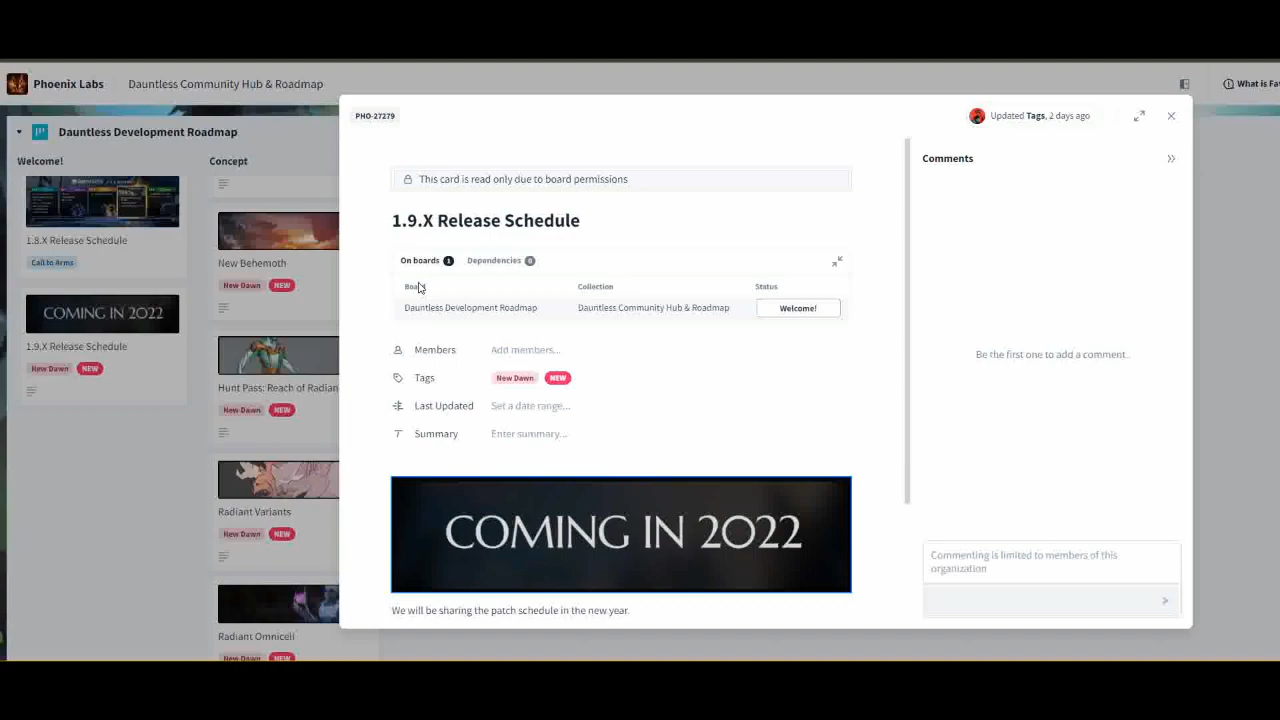 Phoenix Labs
Dauntless Community Hub & Roadmap
What is
Dauntless Development Roadmap
Welcome!
1.8.X Release Schedule
Call to Arms
COMING IN 2022
1.9.X Release Schedule
New Dawn NEW
Concept
New Behemoth
New Dawn NEW
Hunt Pass: Reach of Radian
New Dawn NEW
Radiant Variants
New Dawn NEW
Radiant Omnicell
New Dawn NEW
PHO-27279
Updated Tags, 2 days ago
This card is read only due to board permissions
1.9.X Release Schedule
On boards 1 Dependencies 0
Board Collection Status
Dauntless Development Roadmap Dauntless Community Hub & Roadmap Welcome!
Members Add members...
Tags New Dawn NEW
Last Updated Set a date range...
Summary Enter summary...
COMING IN 2022
We will be sharing the patch schedule in the new year.
Comments
Be the first one to add a comment.
Commenting is limited to members of this
organization